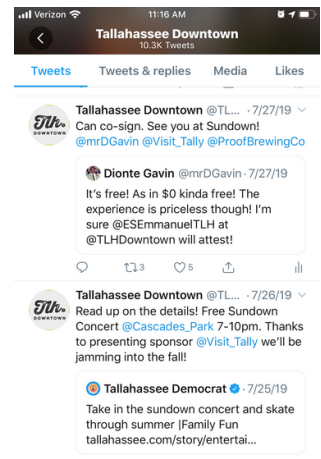 Verizon 11:16 AM
Tallahassee Downtown
10.3K Tweets
Tweets Tweets & replies Media Likes
Tallahassee Downtown @TL... · 7/27/19
Can co-sign. See you at Sundown!
@mrDGavin @Visit_Tally @ProofBrewingCo
Dionte Gavin @mrDGavin · 7/27/19
It's free! As in $0 kinda free! The
experience is priceless though! I'm
sure @ESEmmanuelTLH at
@TLHDowntown will attest!
3 5
Tlh.
DOWNTOWN
Tallahassee Downtown @TL... · 7/26/19
Read up on the details! Free Sundown
Concert @Cascades_Park 7-10pm. Thanks
to presenting sponsor @Visit_Tally we'll be
jamming into the fall!
Tlh.
DOWNTOWN
Tallahassee Democrat · 7/25/19
Take in the sundown concert and skate
through summer |Family Fun
tallahassee.com/story/entertai...